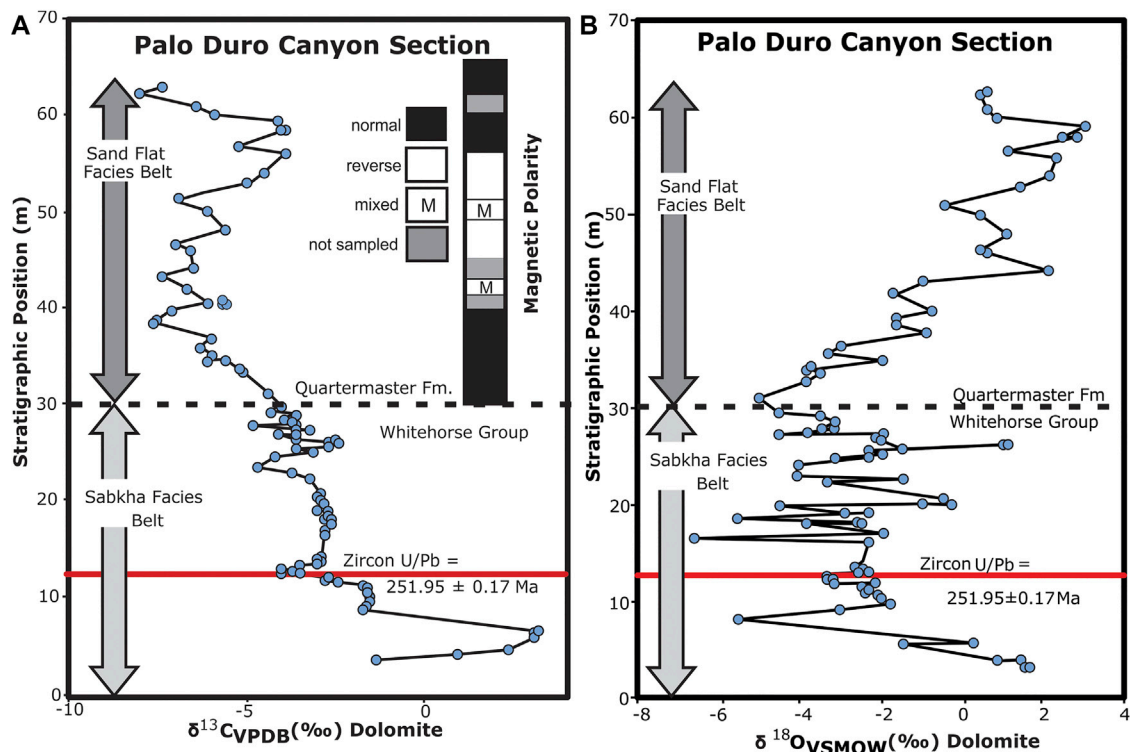 A
Palo Duro Canyon Section
70
60
50
40
30
20
10
0
Stratigraphic Position (m)
Sand Flat
Facies Belt
Sabkha Facies
Belt
normal
reverse
mixed
M
not sampled
M
M
Magnetic Polarity
Quartermaster Fm.
Whitehorse Group
Zircon U/Pb =
251.95 ± 0.17 Ma
-10
-5
0
δ13CVPDB(‰) Dolomite
B
Palo Duro Canyon Section
70
60
50
40
30
20
10
0
Stratigraphic Position (m)
Sand Flat
Facies Belt
Sabkha Facies
Belt
Quartermaster Fm
Whitehorse Group
Zircon U/Pb =
251.95±0.17Ma
-8
-6
-4
-2
0
2
4
δ 18OVSMOW(‰) Dolomite